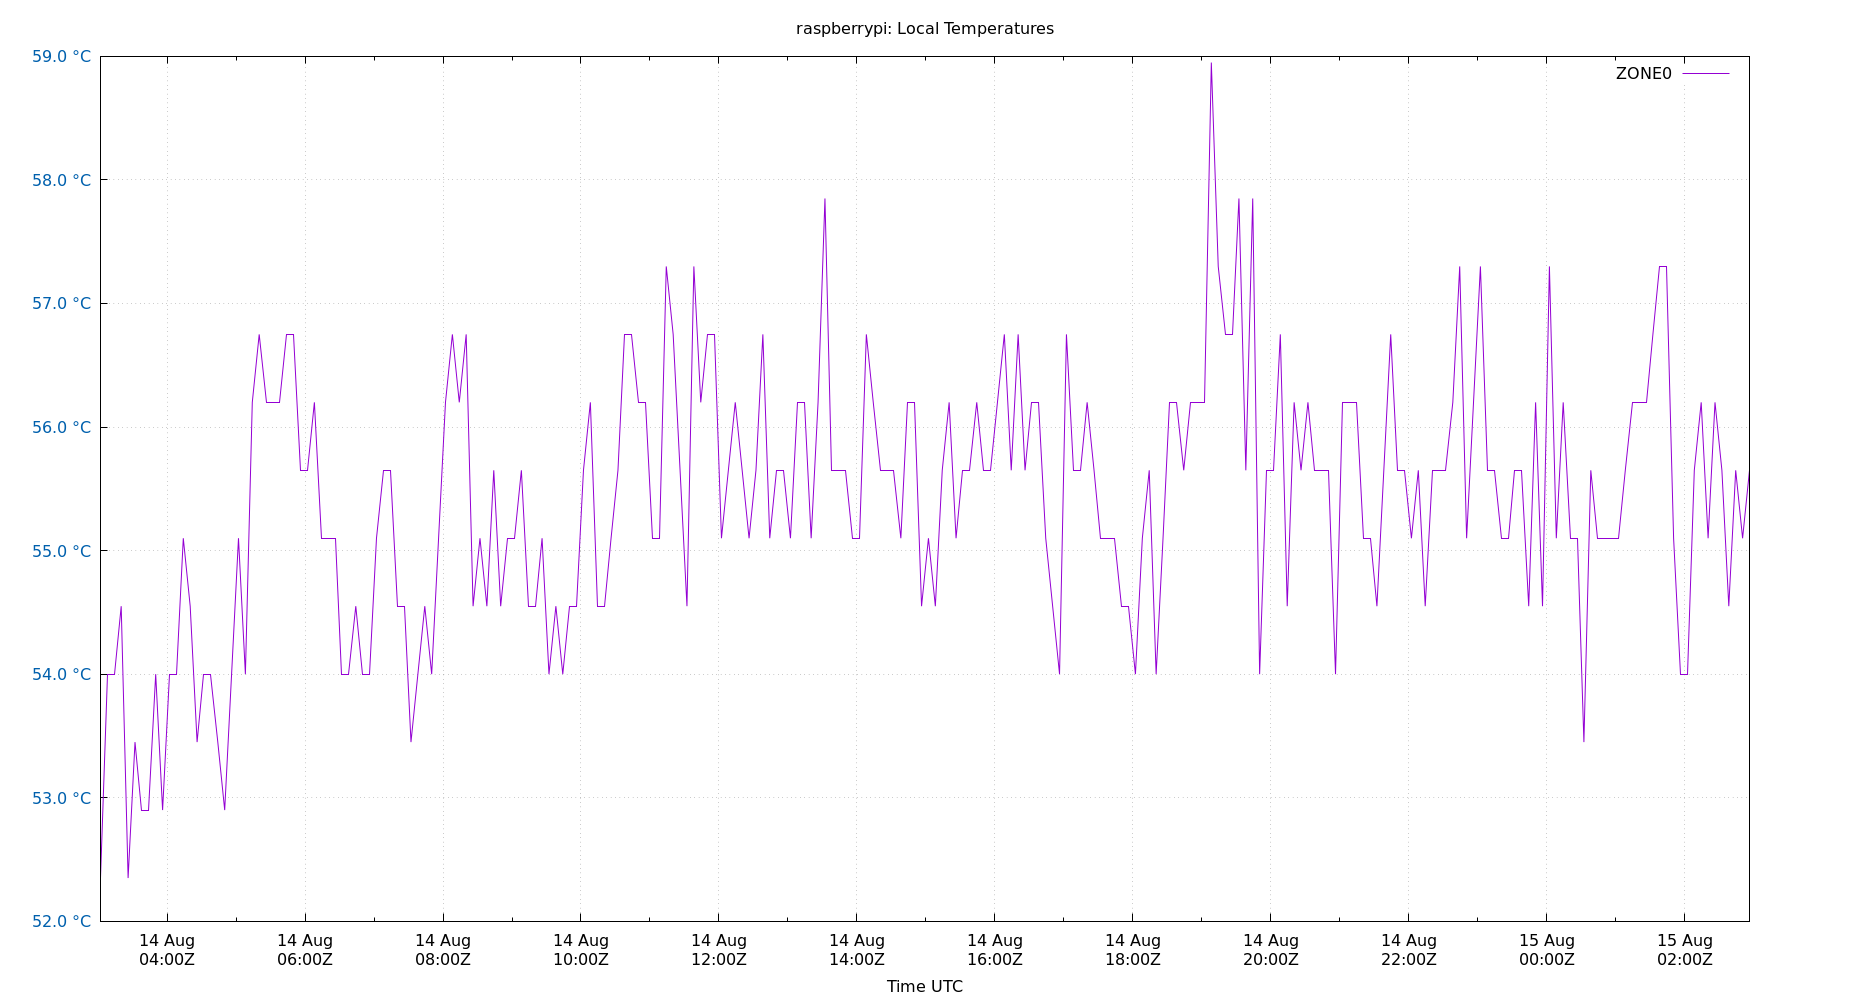 raspberrypi: Local Temperatures
59.0 °C
ZONE0
58.0 °C
57.0 °C
56.0 °C
55.0 °C
54.0 °C
53.0 °C
52.0 °C
14 Aug 14 Aug 14 Aug 14 Aug 14 Aug 14 Aug 14 Aug 14 Aug 14 Aug 14 Aug 15 Aug 15 Aug
04:00Z 06:00Z 08:00Z 10:00Z 12:00Z 14:00Z 16:00Z 18:00Z 20:00Z 22:00Z 00:00Z 02:00Z
Time UTC